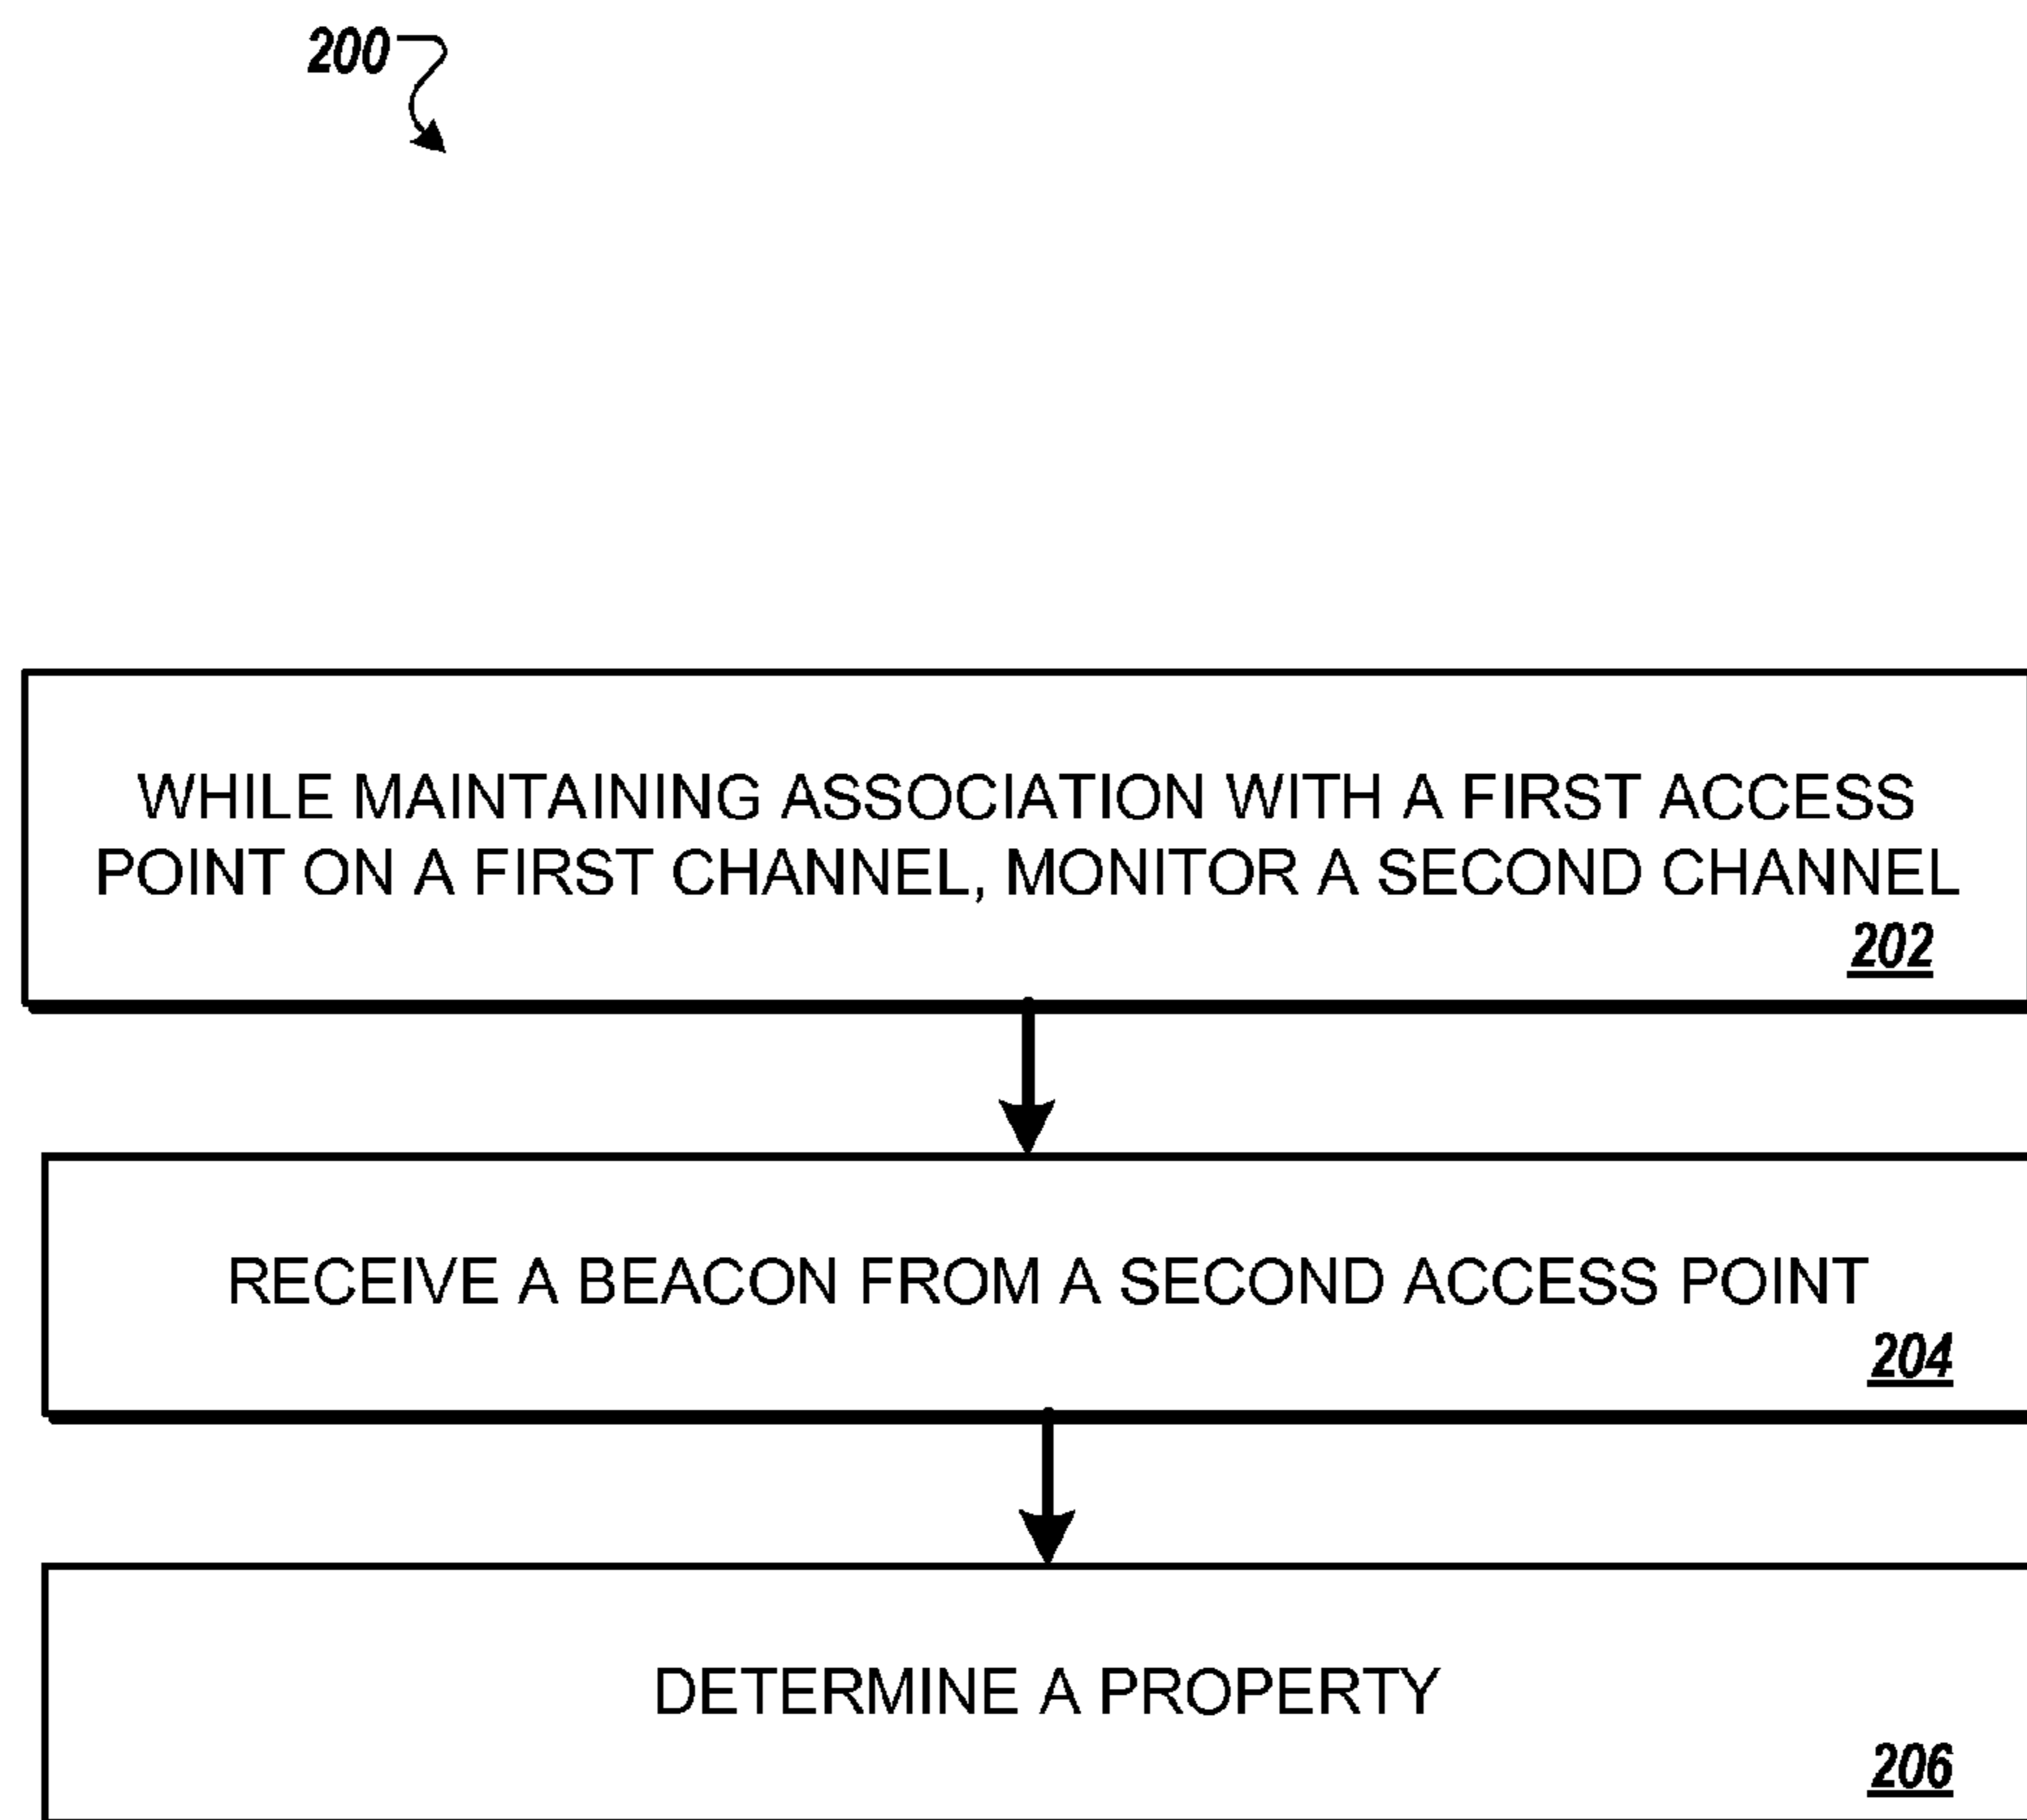 200
WHILE MAINTAINING ASSOCIATION WITH A FIRST ACCESS
POINT ON A FIRST CHANNEL, MONITOR A SECOND CHANNEL
202
RECEIVE A BEACON FROM A SECOND ACCESS POINT
204
DETERMINE A PROPERTY
206